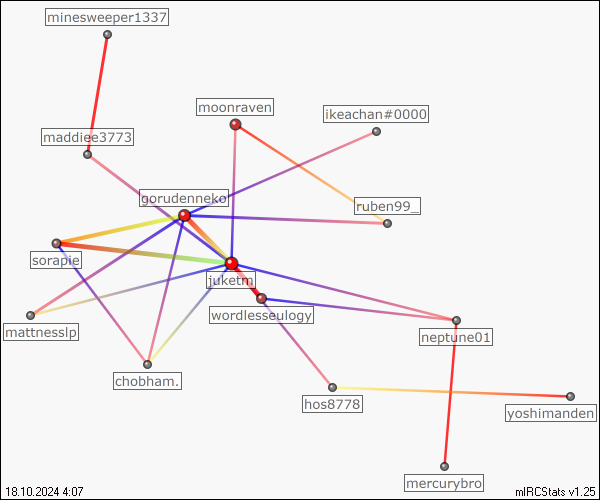 minesweeper1337
moonraven
ikeachan#0000
maddiee3773
gorudenneko
ruben99_
sorapie
juketm
wordlesseulogy
mattnesslp
neptune01
chobham.
hos8778
yoshimanden
mercurybro
18.10.2024 4:07
mIRCStats v1.25